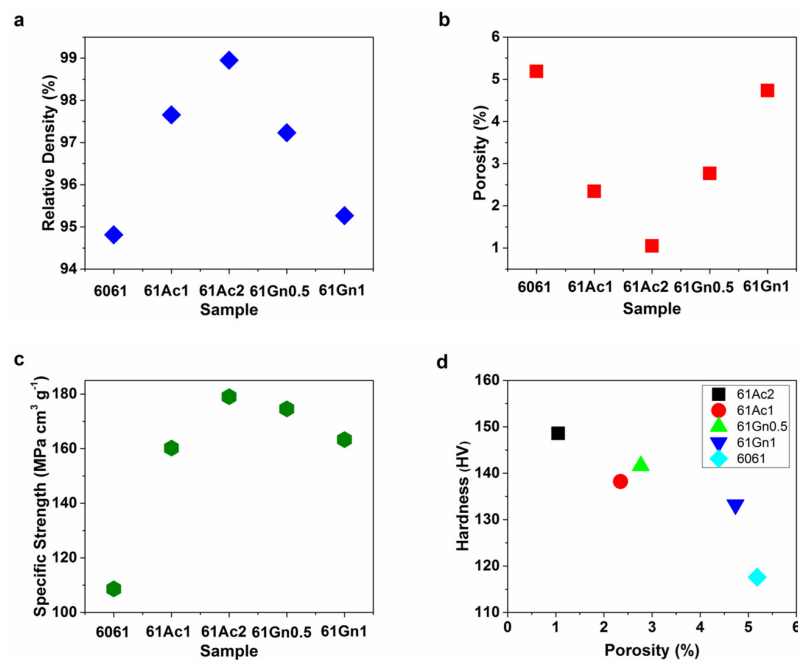 a
99
98
97
96
95
94
Relative Density (%)
6061
61Ac1
61Ac2
61Gn0.5
61Gn1
Sample
b
6
5
4
3
2
1
Porosity (%)
6061
61Ac1
61Ac2
61Gn0.5
61Gn1
Sample
c
180
160
140
120
100
Specific Strength (MPa cm³ g⁻¹)
6061
61Ac1
61Ac2
61Gn0.5
61Gn1
Sample
d
160
150
140
130
120
110
Hardness (HV)
61Ac2
61Ac1
61Gn0.5
61Gn1
6061
0
1
2
3
4
5
6
Porosity (%)